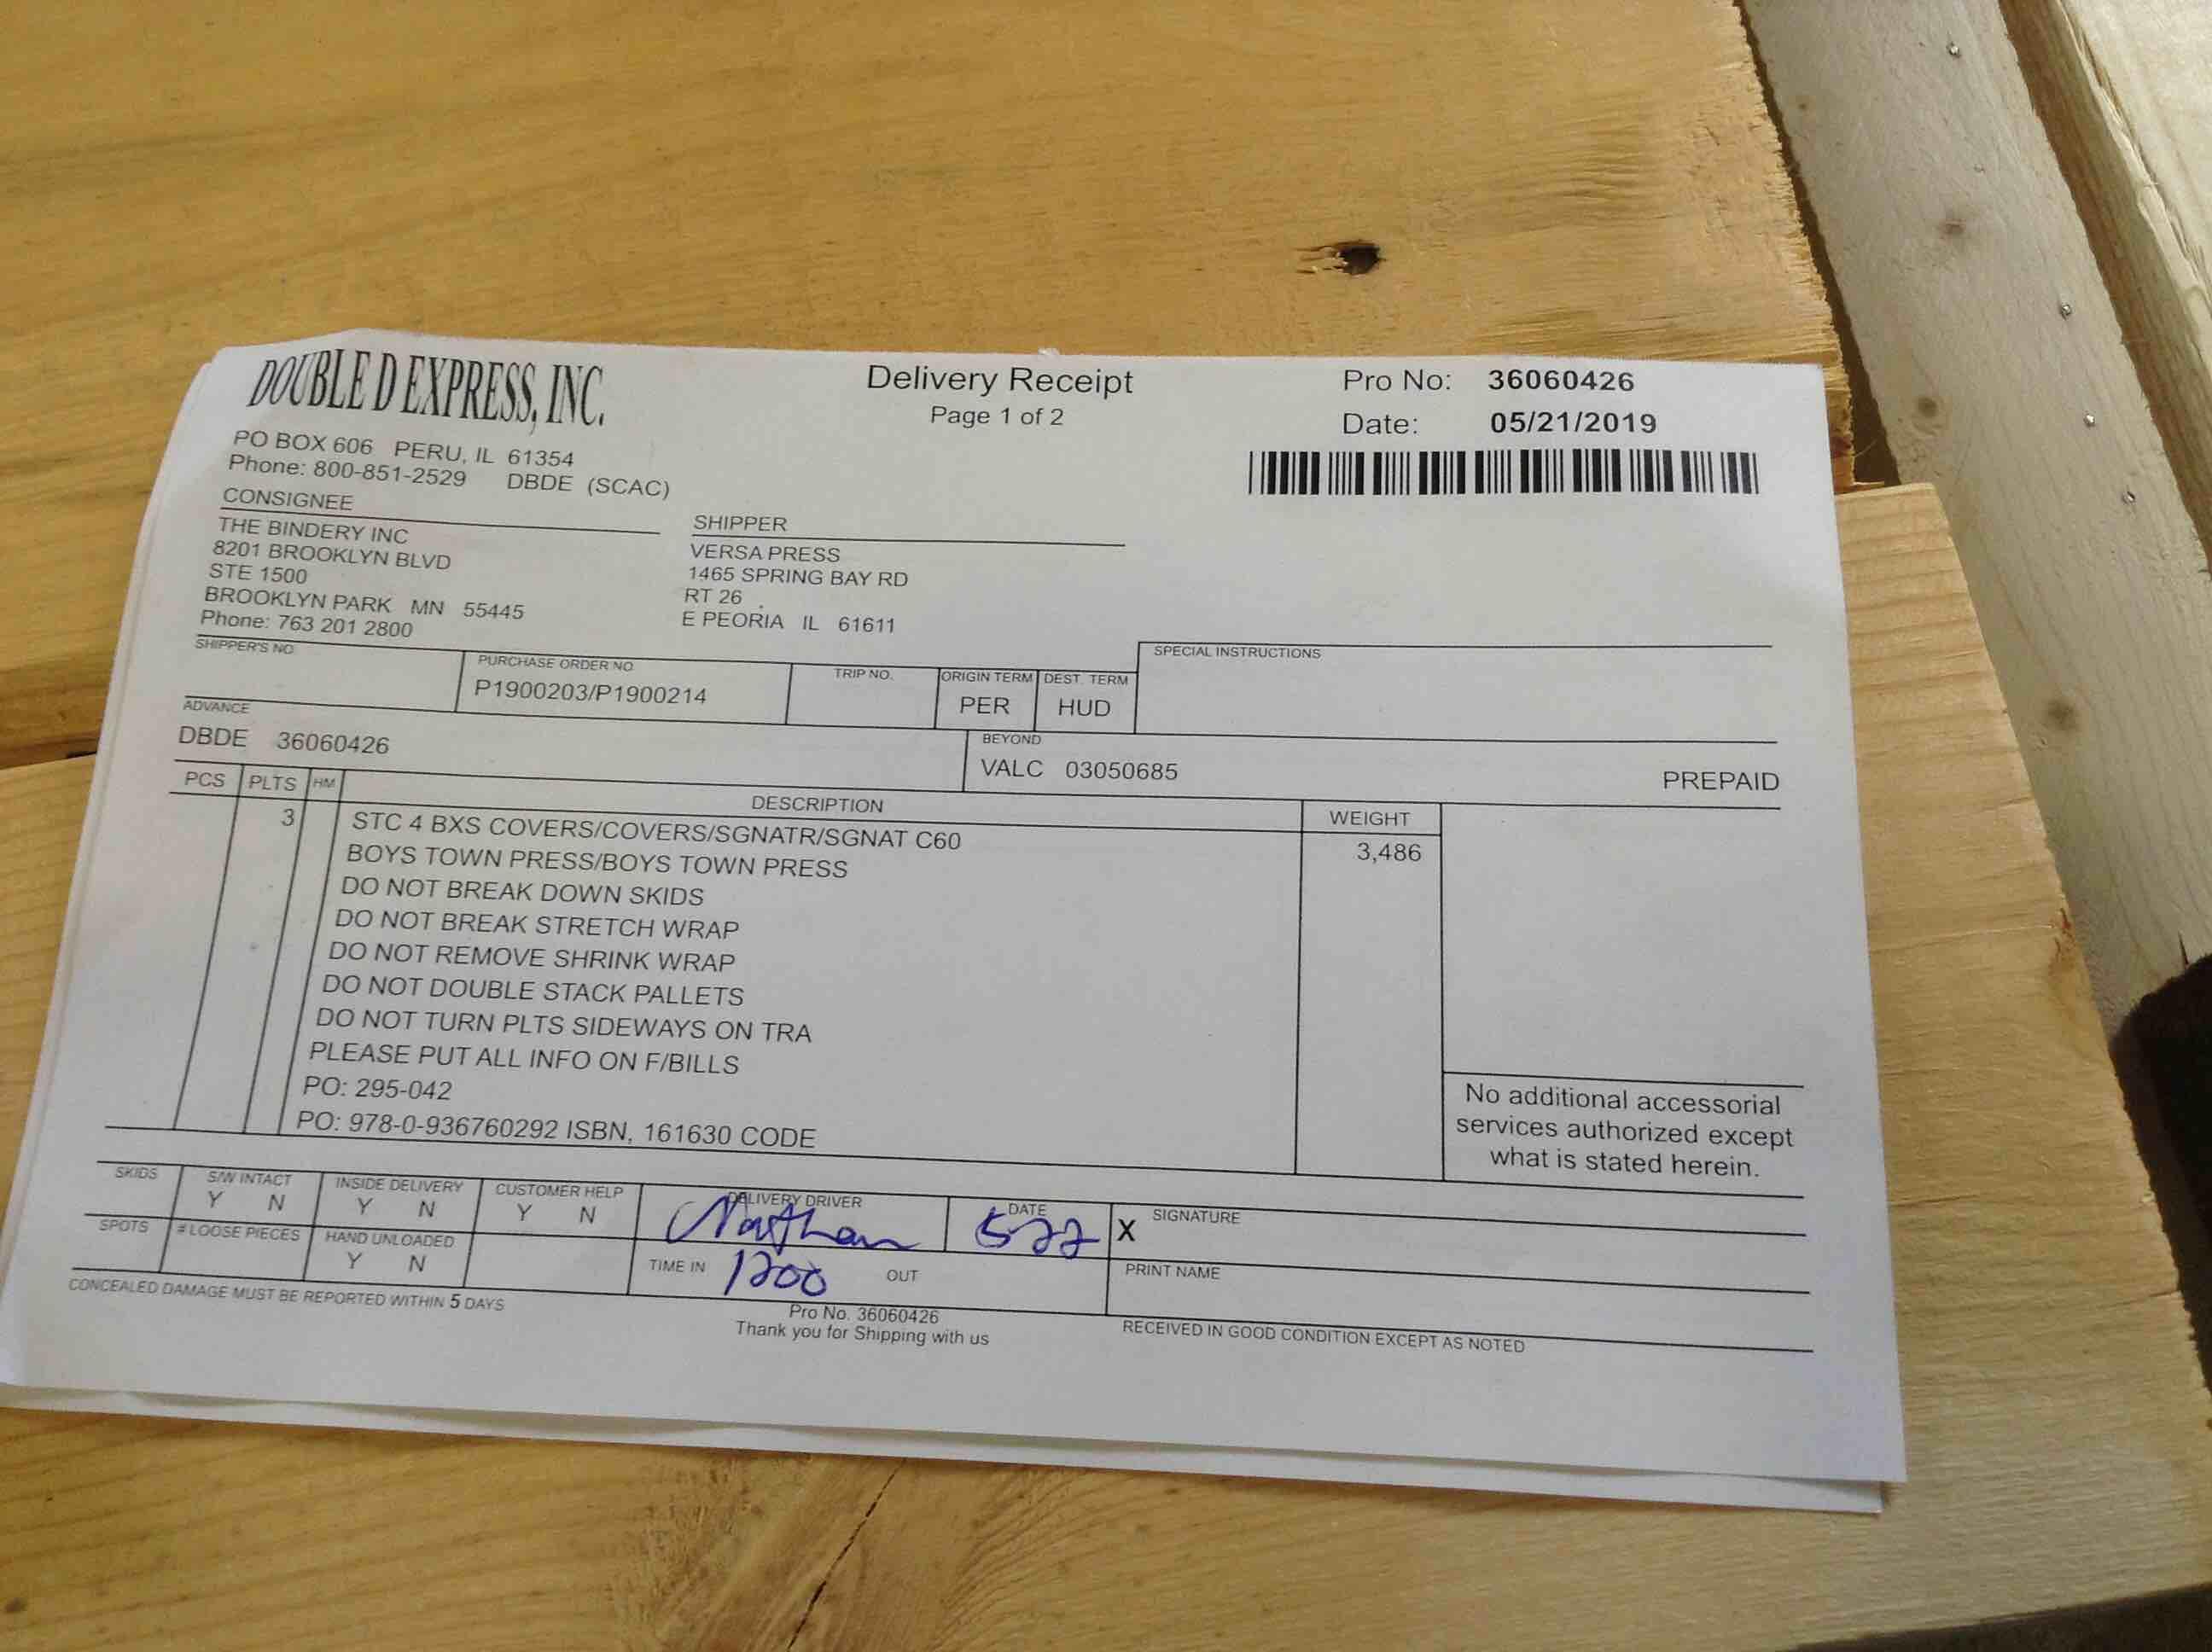 DOUBLE D EXPRESS, INC.
PO BOX 606 PERU, IL 61354
Phone: 800-851-2529 DBDE (SCAC)
Delivery Receipt
Page 1 of 2
Pro No: 36060426
Date: 05/21/2019
CONSIGNEE
THE BINDERY INC
8201 BROOKLYN BLVD
STE 1500
BROOKLYN PARK MN 55445
Phone: 763 201 2800
SHIPPER
VERSA PRESS
1465 SPRING BAY RD
RT 26
E PEORIA IL 61611
SHIPPER'S NO.
PURCHASE ORDER NO.
P1900203/P1900214
TRIP NO.
ORIGIN TERM
PER
DEST. TERM
HUD
SPECIAL INSTRUCTIONS
ADVANCE
DBDE 36060426
BEYOND
VALC 03050685
PREPAID
PCS PLTS HM DESCRIPTION WEIGHT
3 STC 4 BXS COVERS/COVERS/SGNATR/SGNAT C60 3,486
BOYS TOWN PRESS/BOYS TOWN PRESS
DO NOT BREAK DOWN SKIDS
DO NOT BREAK STRETCH WRAP
DO NOT REMOVE SHRINK WRAP
DO NOT DOUBLE STACK PALLETS
DO NOT TURN PLTS SIDEWAYS ON TRA
PLEASE PUT ALL INFO ON F/BILLS
PO: 295-042
PO: 978-0-936760292 ISBN, 161630 CODE
No additional accessorial
services authorized except
what is stated herein.
SKIDS
S/W INTACT
Y N
INSIDE DELIVERY
Y N
CUSTOMER HELP
Y N
DELIVERY DRIVER
Nathan
DATE
5 22
X SIGNATURE
SPOTS
# LOOSE PIECES
HAND UNLOADED
Y N
TIME IN 1200 OUT
PRINT NAME
CONCEALED DAMAGE MUST BE REPORTED WITHIN 5 DAYS
Pro No. 36060426
Thank you for Shipping with us
RECEIVED IN GOOD CONDITION EXCEPT AS NOTED